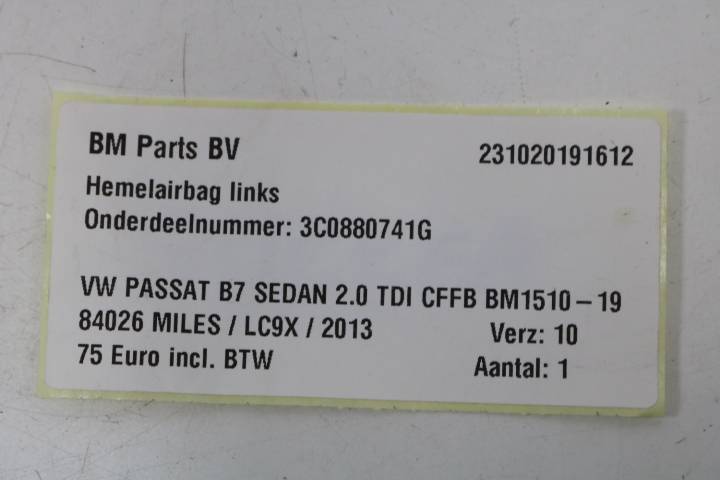 BM Parts BV 231020191612
Hemelairbag links
Onderdeelnummer: 3C0880741G
VW PASSAT B7 SEDAN 2.0 TDI CFFB BM1510-19
84026 MILES / LC9X / 2013 Verz: 10
75 Euro incl. BTW Aantal: 1